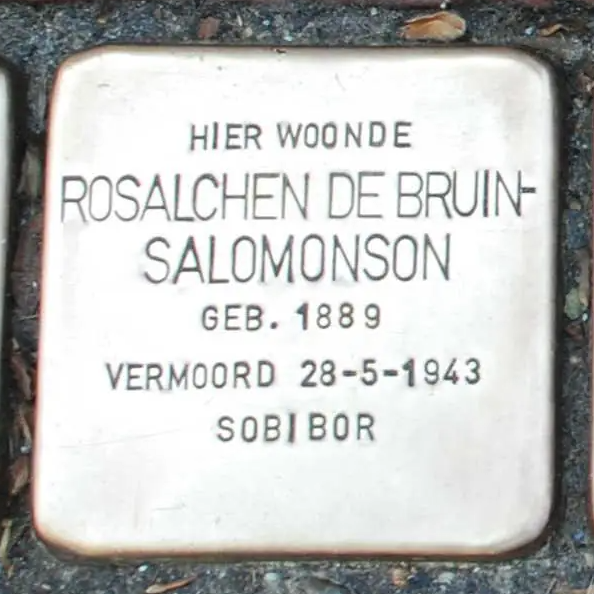 HIER WOONDE
ROSALCHEN DE BRUIN-
SALOMONSON
GEB. 1889
VERMOORD 28-5-1943
SOBIBOR